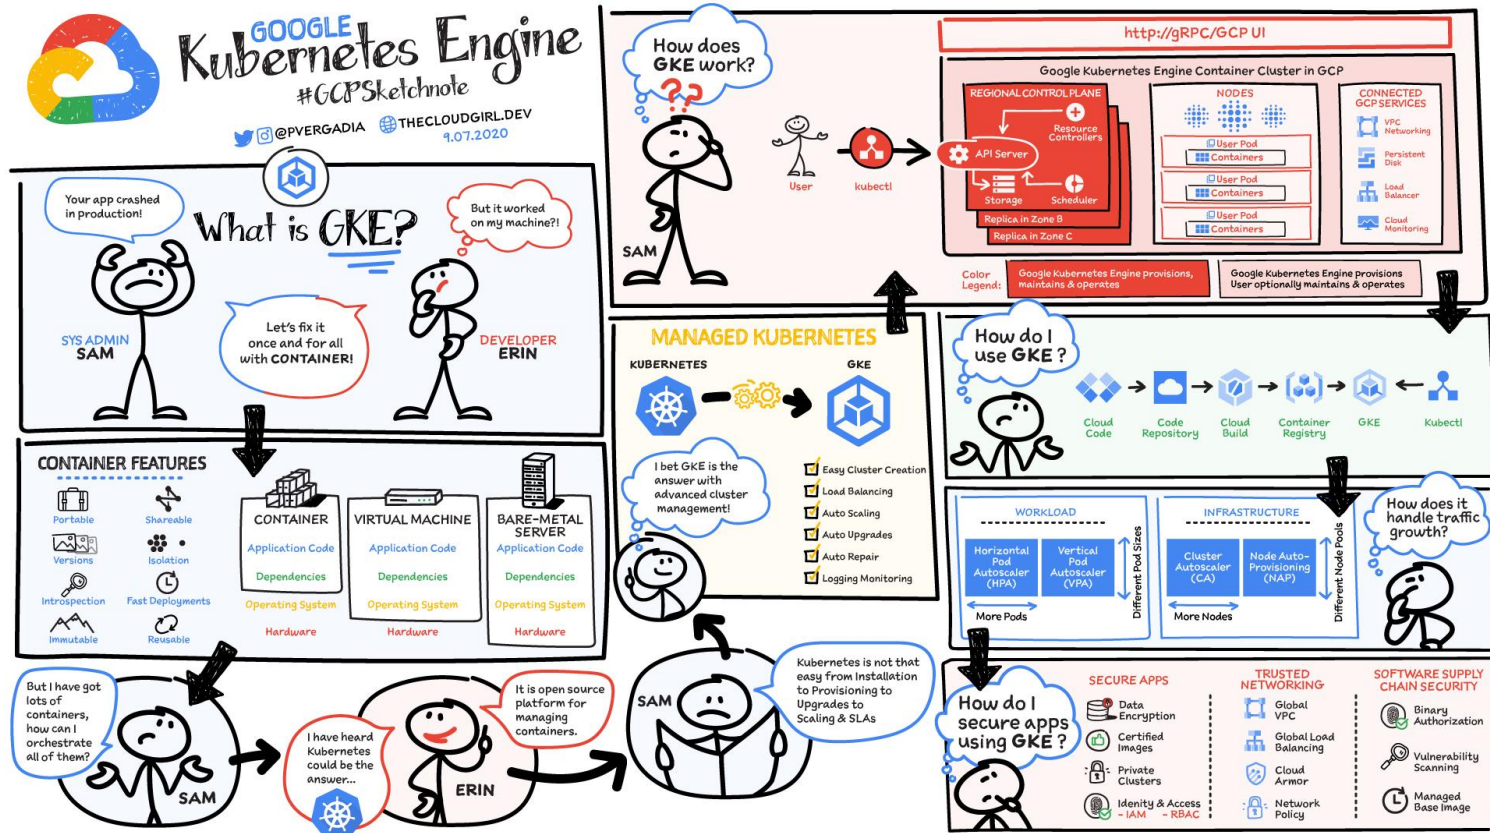 GOOGLE
Kubernetes Engine
#GCPSketchnote
@PVERGADIA
THECLOUDGIRL.DEV
9.07.2020
What is GKE?
Your app crashed
in production!
But it worked
on my machine?!
SYS ADMIN
SAM
Let's fix it
once and for all
with CONTAINER!
DEVELOPER
ERIN
CONTAINER FEATURES
Portable
Shareable
Versions
Isolation
Introspection
Fast Deployments
Immutable
Reusable
CONTAINER
Application Code
Dependencies
Operating System
Hardware
VIRTUAL MACHINE
Application Code
Dependencies
Operating System
Hardware
BARE-METAL
SERVER
Application Code
Dependencies
Operating System
Hardware
But I have got
lots of
containers,
how can I
orchestrate
all of them?
SAM
I have heard
Kubernetes
could be the
answer...
It is open source
platform for
managing
containers.
ERIN
SAM
Kubernetes is not that
easy from Installation
to Provisioning to
Upgrades to
Scaling & SLAs
MANAGED KUBERNETES
KUBERNETES
GKE
I bet GKE is the
answer with
advanced cluster
management!
Easy Cluster Creation
Load Balancing
Auto Scaling
Auto Upgrades
Auto Repair
Logging Monitoring
How does
GKE work?
??
SAM
User
kubectl
http://gRPC/GCP UI
Google Kubernetes Engine Container Cluster in GCP
REGIONAL CONTROL PLANE
Resource
Controllers
API Server
Storage
Scheduler
Replica in Zone B
Replica in Zone C
NODES
User Pod
Containers
User Pod
Containers
User Pod
Containers
CONNECTED
GCP SERVICES
VPC
Networking
Persistent
Disk
Load
Balancer
Cloud
Monitoring
Color
Legend:
Google Kubernetes Engine provisions,
maintains & operates
Google Kubernetes Engine provisions
User optionally maintains & operates
How do I
use GKE ?
Cloud
Code
Code
Repository
Cloud
Build
Container
Registry
GKE
Kubectl
WORKLOAD
Horizontal
Pod
Autoscaler
(HPA)
Vertical
Pod
Autoscaler
(VPA)
Different Pod Sizes
More Pods
INFRASTRUCTURE
Cluster
Autoscaler
(CA)
Node Auto-
Provisioning
(NAP)
Different Node Pools
More Nodes
How does it
handle traffic
growth?
How do I
secure apps
using GKE ?
SECURE APPS
Data
Encryption
Certified
Images
Private
Clusters
Idenity & Access
- IAM - RBAC
TRUSTED
NETWORKING
Global
VPC
Global Load
Balancing
Cloud
Armor
Network
Policy
SOFTWARE SUPPLY
CHAIN SECURITY
Binary
Authorization
Vulnerability
Scanning
Managed
Base Image